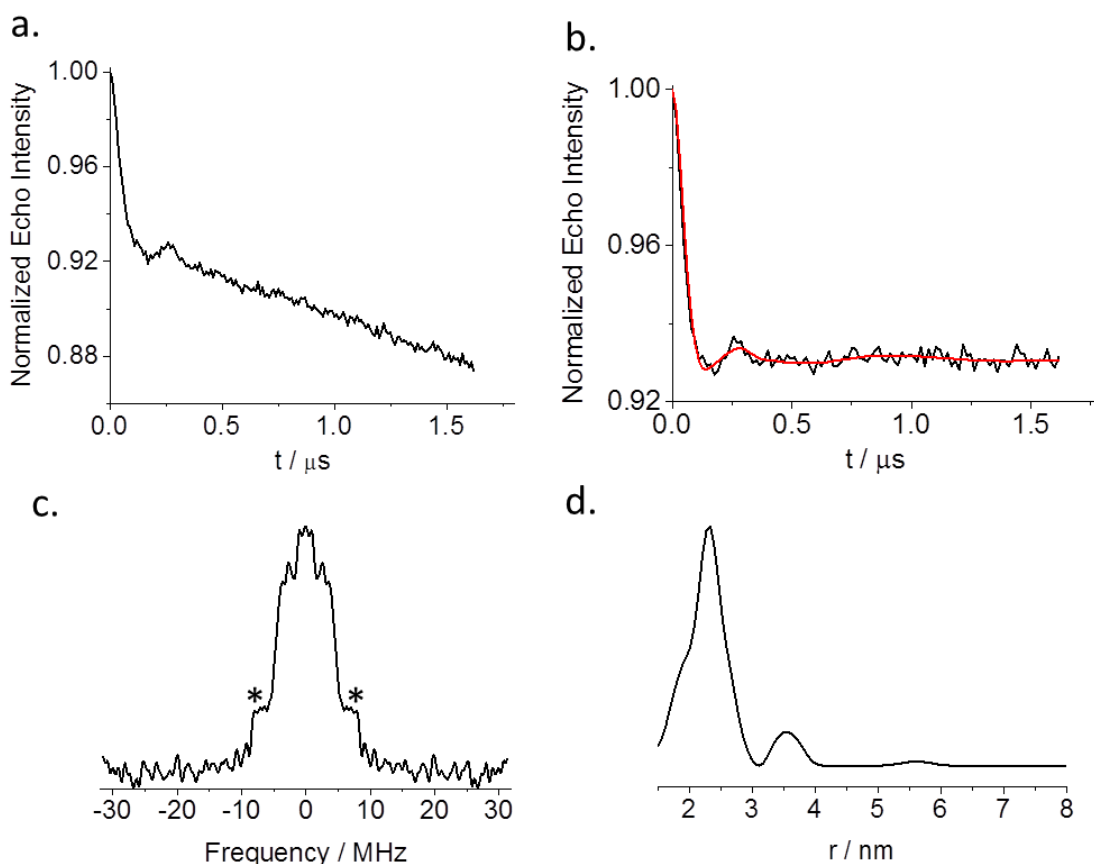 a.
Normalized Echo Intensity
1.00
0.96
0.92
0.88
0.0 0.5 1.0 1.5
t / μs
b.
Normalized Echo Intensity
1.00
0.96
0.92
0.0 0.5 1.0 1.5
t / μs
c.
* *
-30 -20 -10 0 10 20 30
Frequency / MHz
d.
2 3 4 5 6 7 8
r / nm